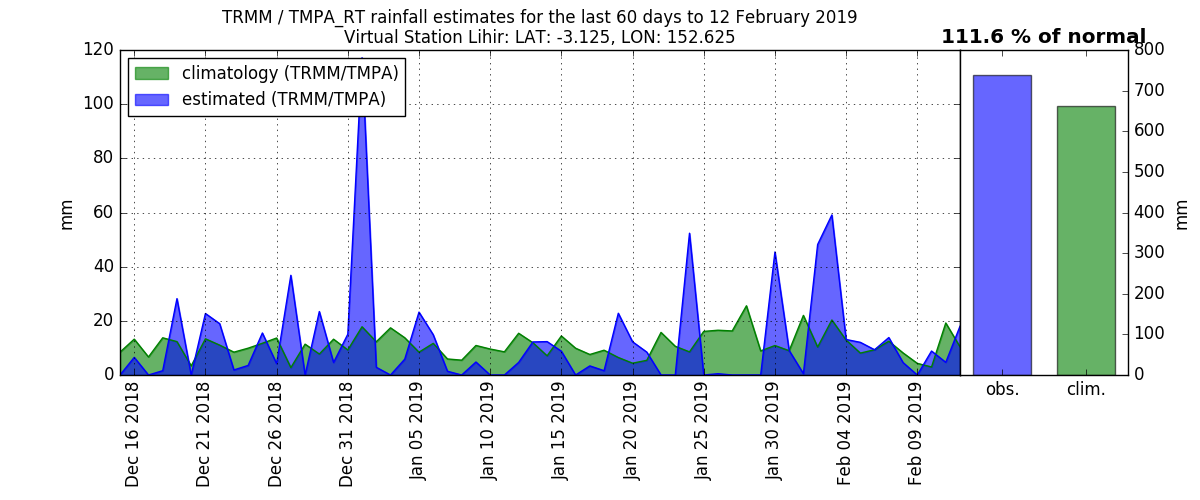 TRMM / TMPA_RT rainfall estimates for the last 60 days to 12 February 2019
Virtual Station Lihir: LAT: -3.125, LON: 152.625
111.6 % of normal
climatology (TRMM/TMPA)
estimated (TRMM/TMPA)
120
100
80
60
40
20
0
mm
800
700
600
500
400
300
200
100
0
mm
Dec 16 2018
Dec 21 2018
Dec 26 2018
Dec 31 2018
Jan 05 2019
Jan 10 2019
Jan 15 2019
Jan 20 2019
Jan 25 2019
Jan 30 2019
Feb 04 2019
Feb 09 2019
obs.
clim.